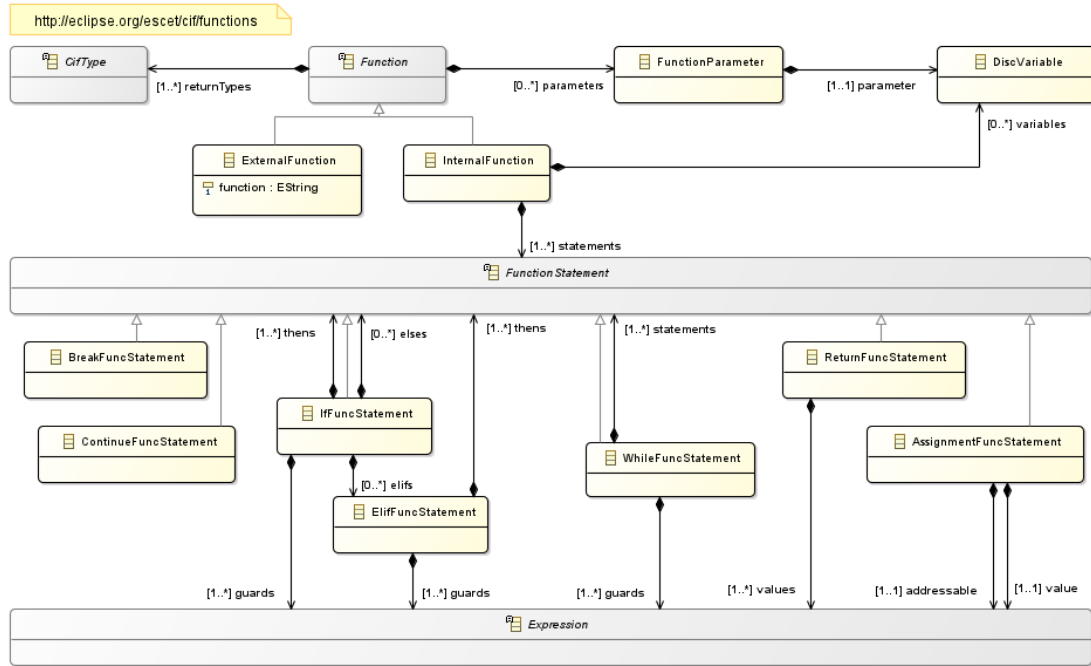 http://eclipse.org/escet/cif/functions
CifType
Function
FunctionParameter
DiscVariable
[1..*] returnTypes
[0..*] parameters
[1..1] parameter
[0..*] variables
ExternalFunction
InternalFunction
function : EString
[1..*] statements
FunctionStatement
[1..*] thens
[0..*] elses
[1..*] thens
[1..*] statements
BreakFuncStatement
ReturnFuncStatement
IfFuncStatement
ContinueFuncStatement
AssignmentFuncStatement
WhileFuncStatement
[0..*] elifs
ElifFuncStatement
[1..*] guards
[1..*] guards
[1..*] guards
[1..*] values
[1..1] addressable
[1..1] value
Expression